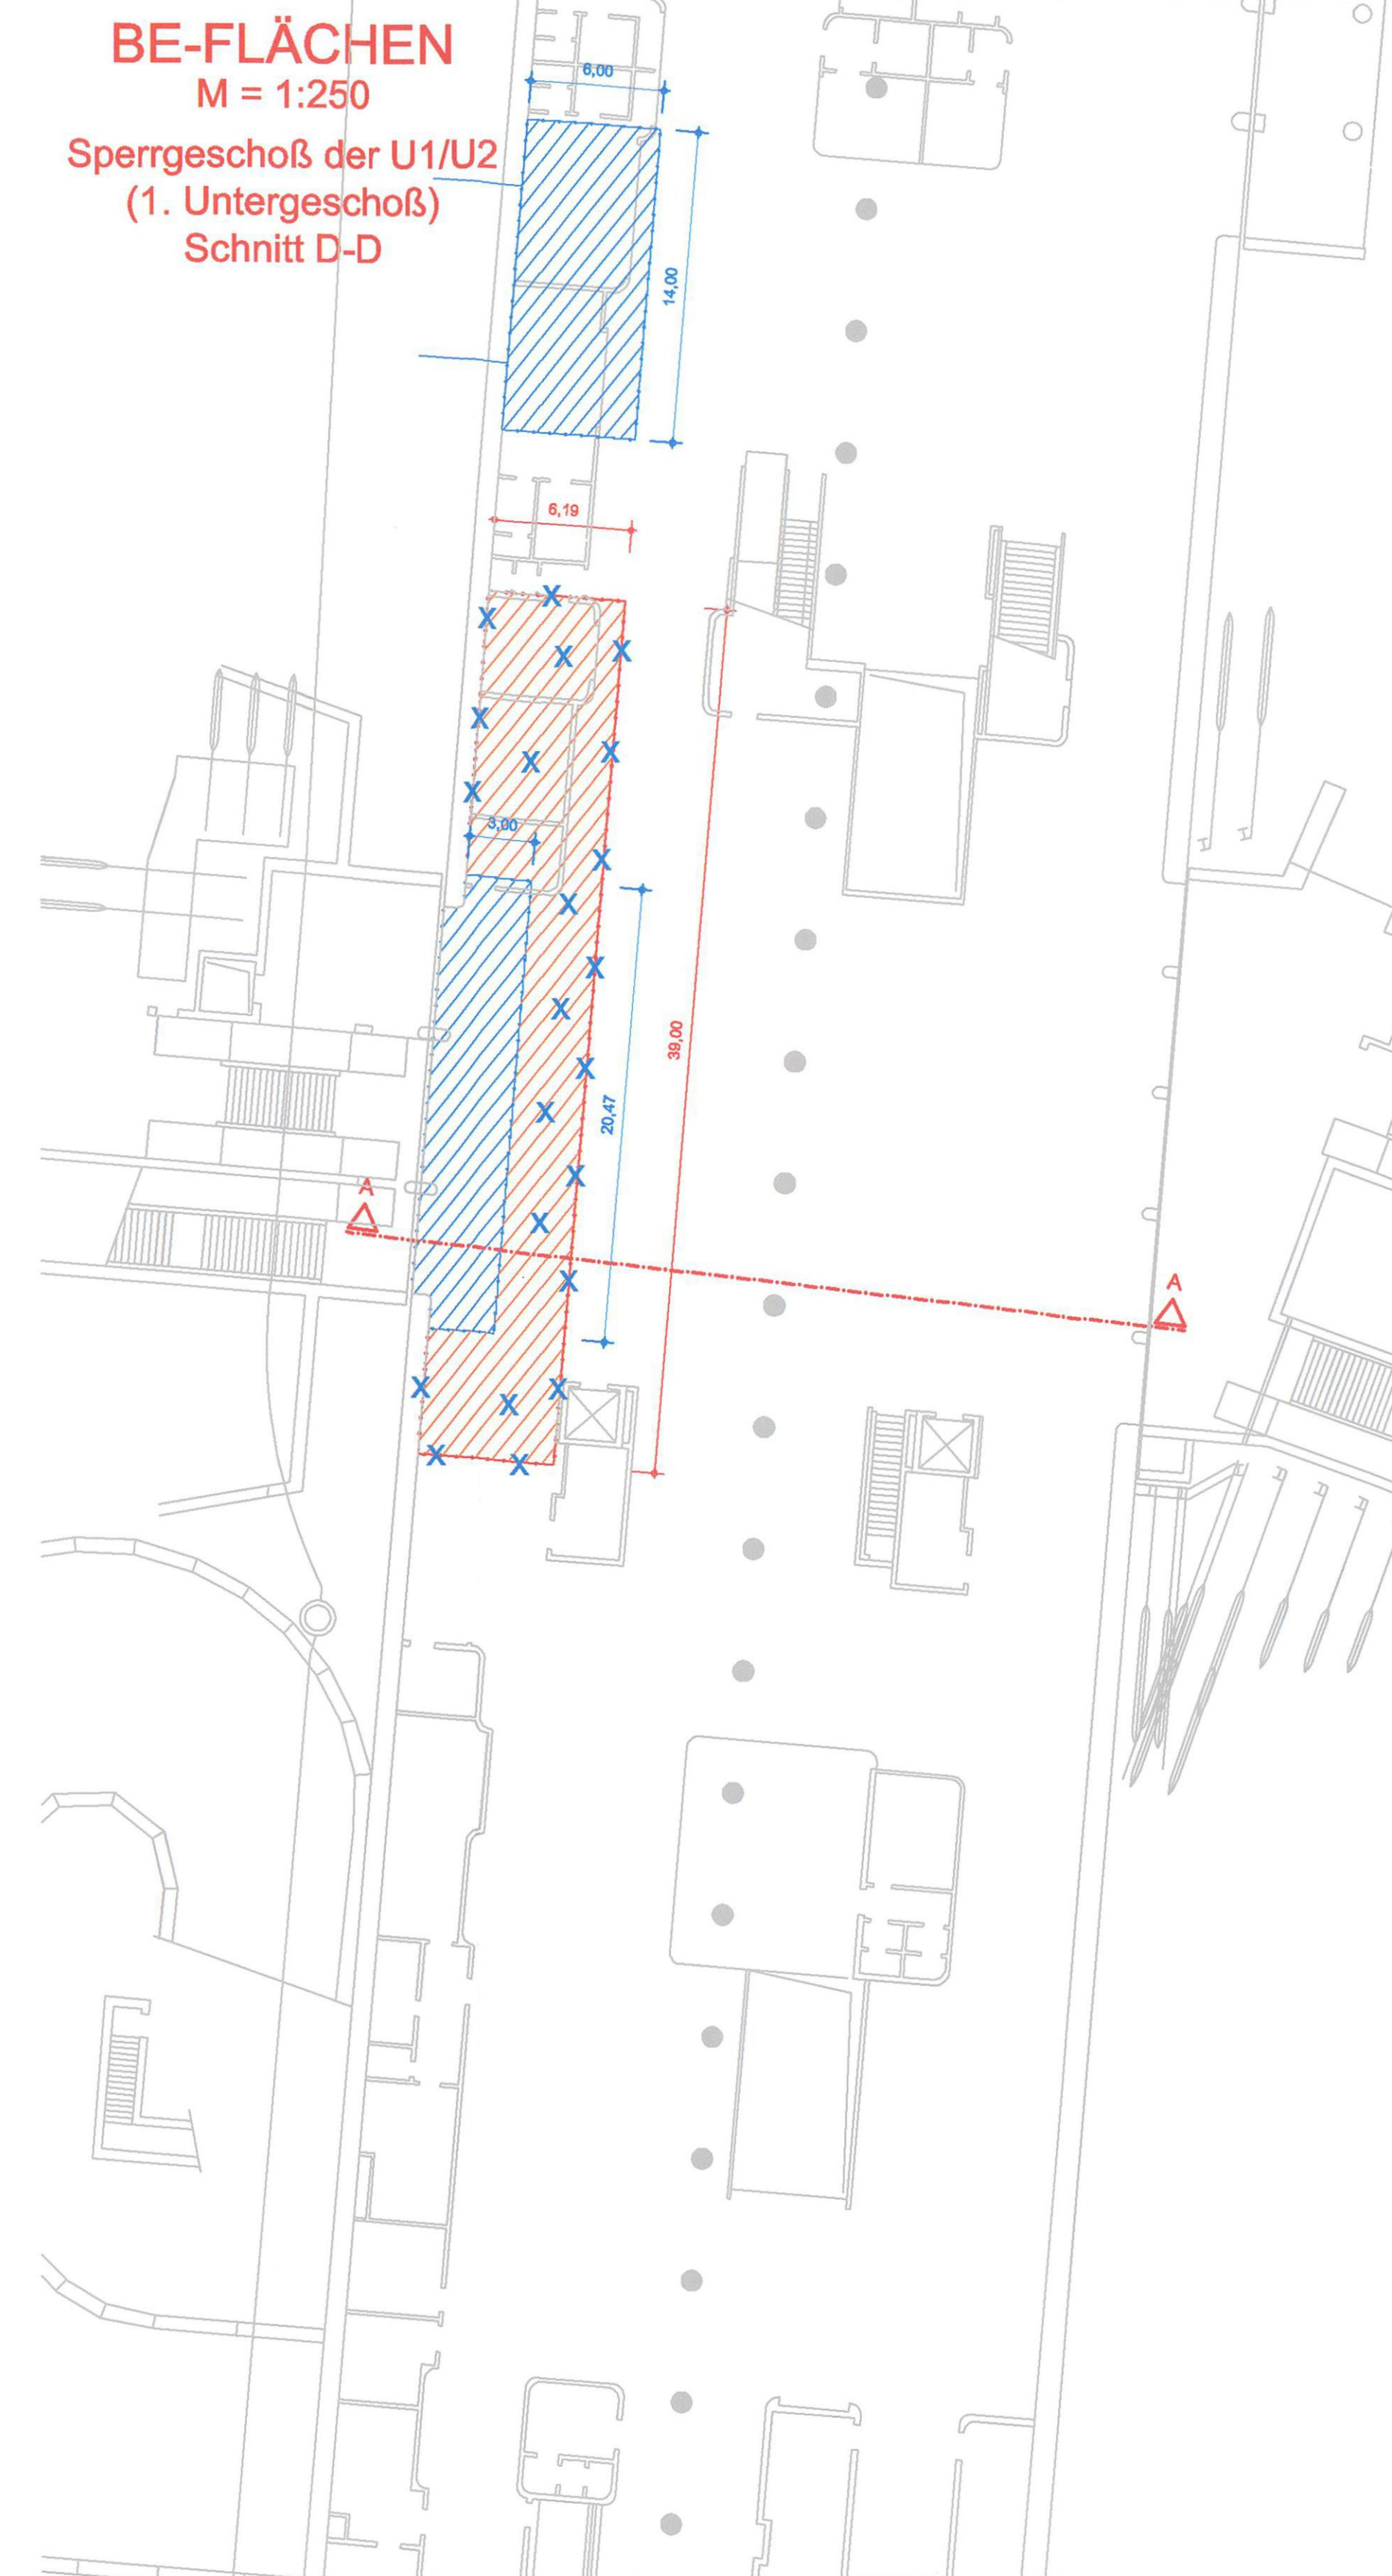 BE-FLÄCHEN
M = 1:250
Sperrgeschoß der U1/U2
(1. Untergeschoß)
Schnitt D-D
6,00
14,00
6,19
X
X
X
X
X
X
X
X
3,00
X
X
X
X
39,00
X
X
20,47
X
A
X
X
A
X
X
X
X
X
X